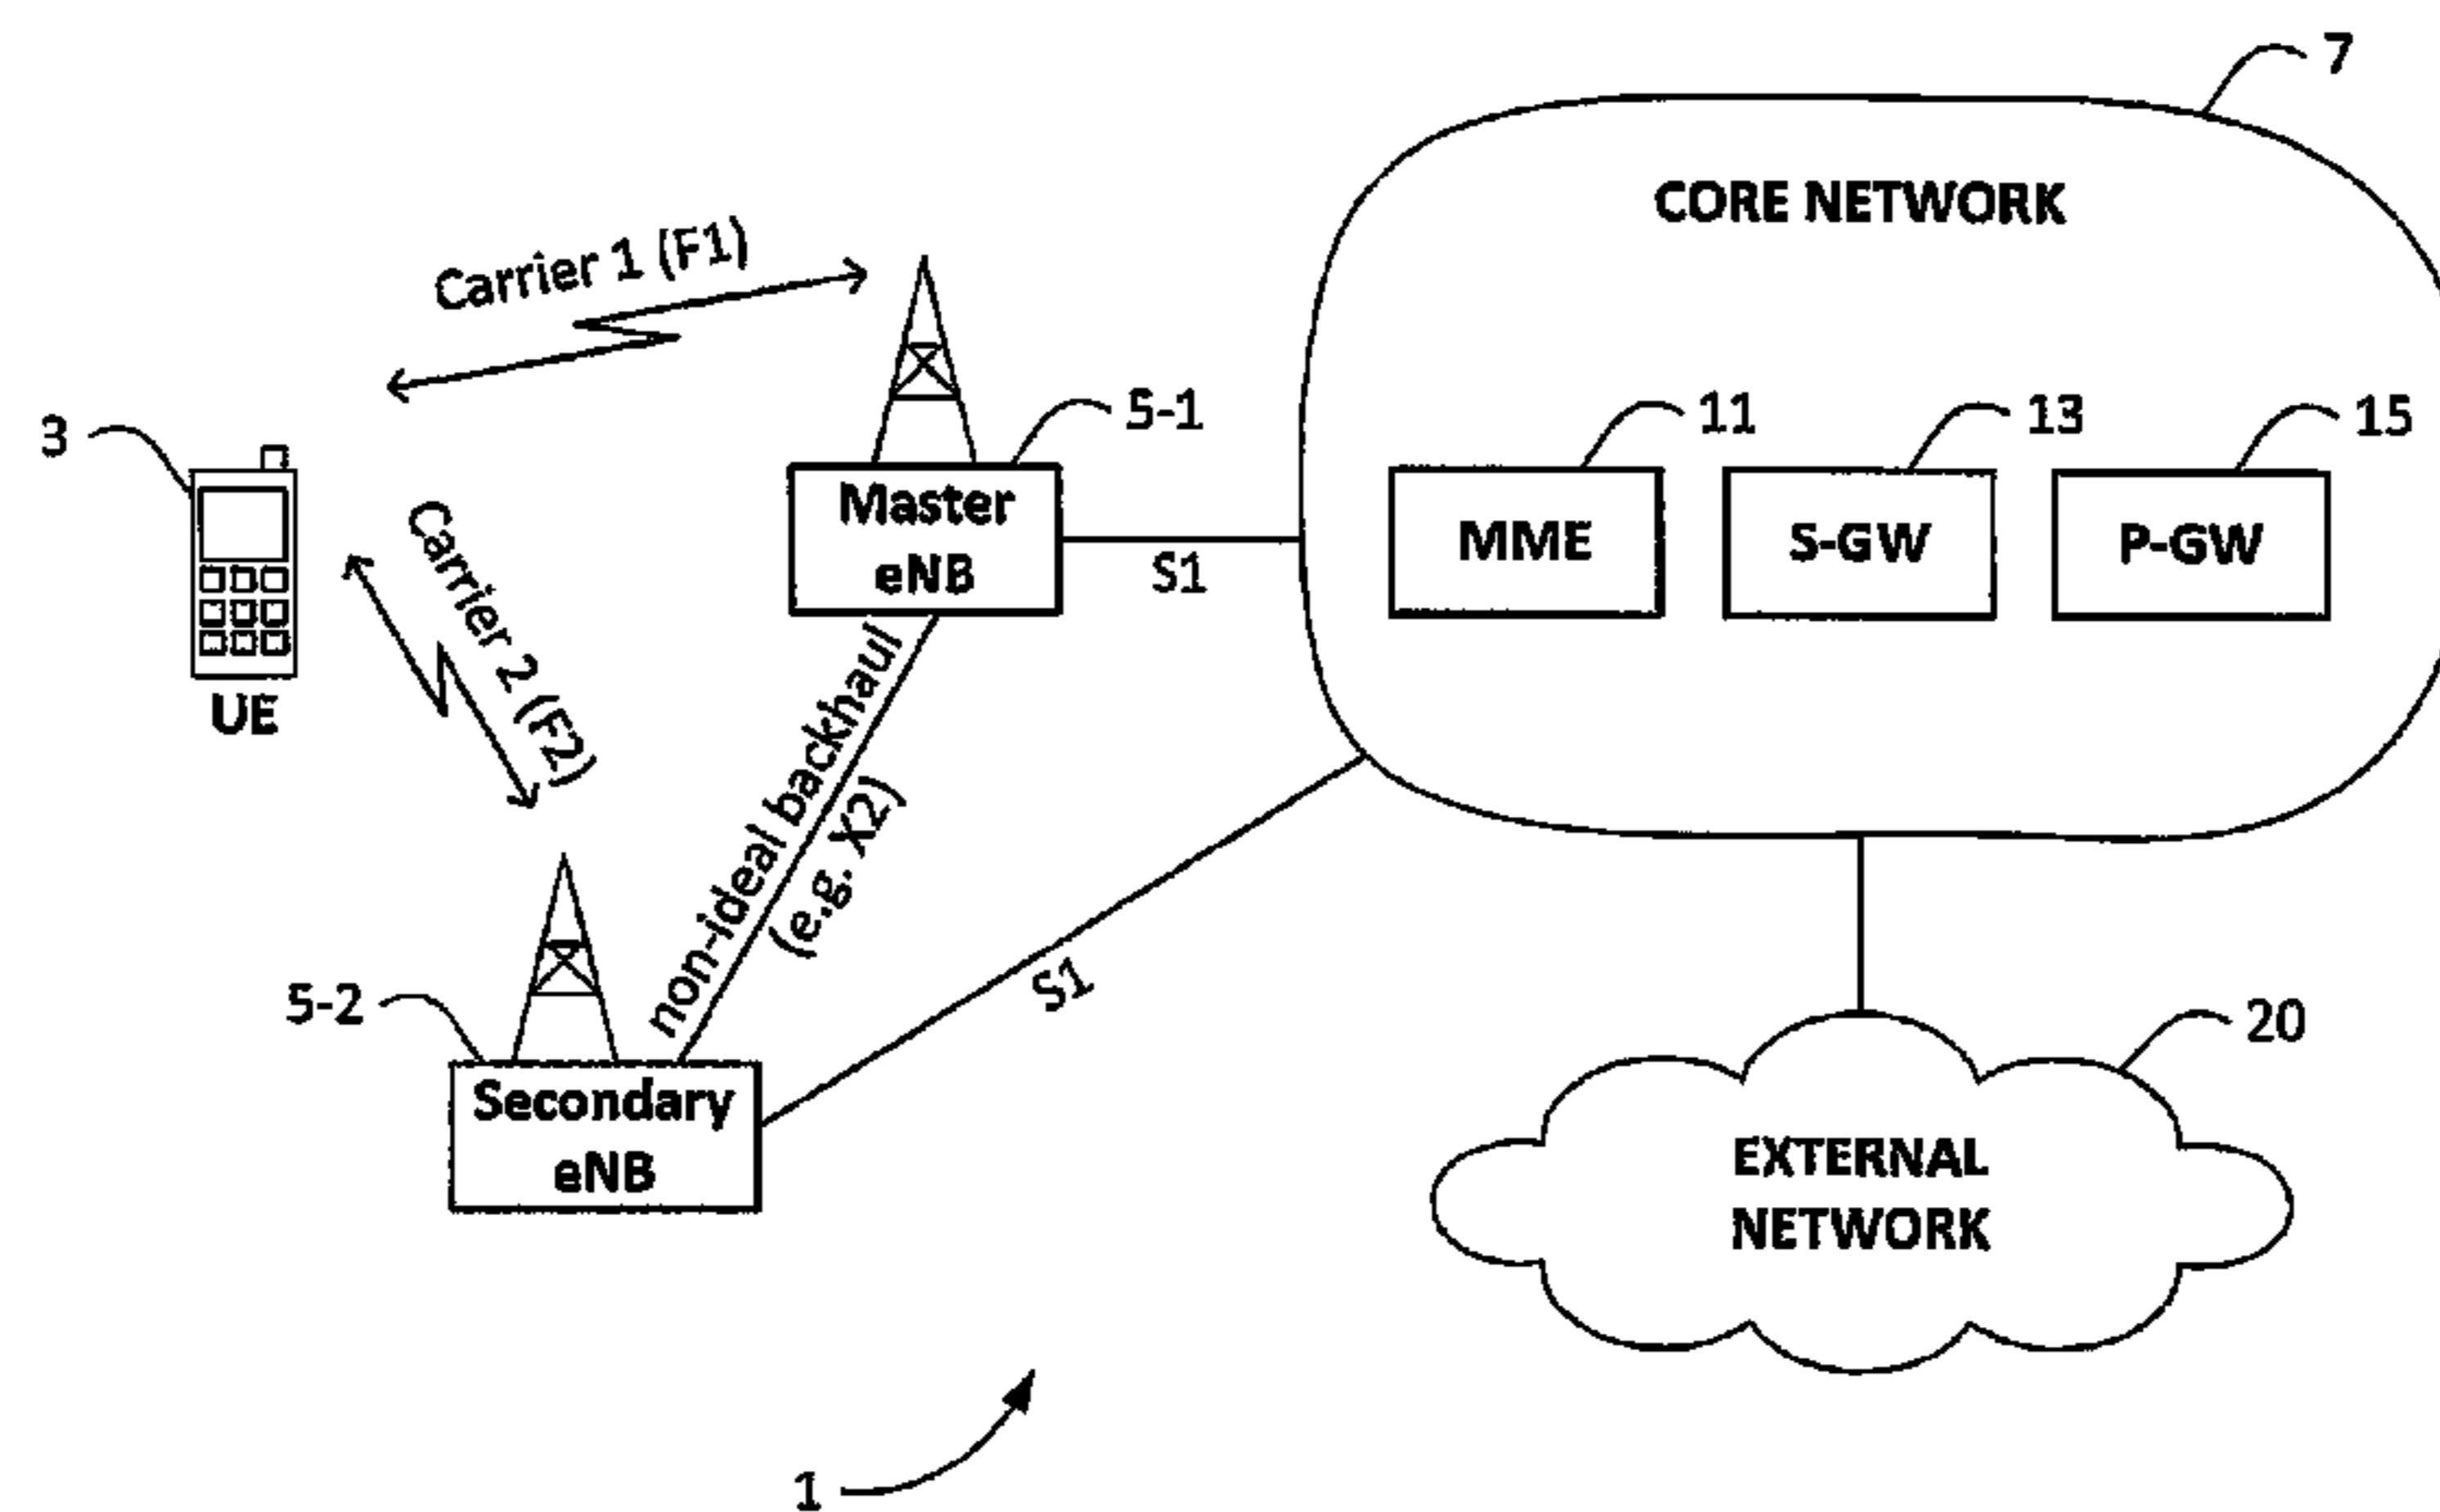 7
CORE NETWORK
Carrier 1 (F1)
3
5-1
11
13
15
Master
eNB
MME
S-GW
P-GW
S1
UE
Carrier 2 (F2)
non-ideal backhaul
(e.g. X2)
S1
5-2
Secondary
eNB
20
EXTERNAL
NETWORK
1